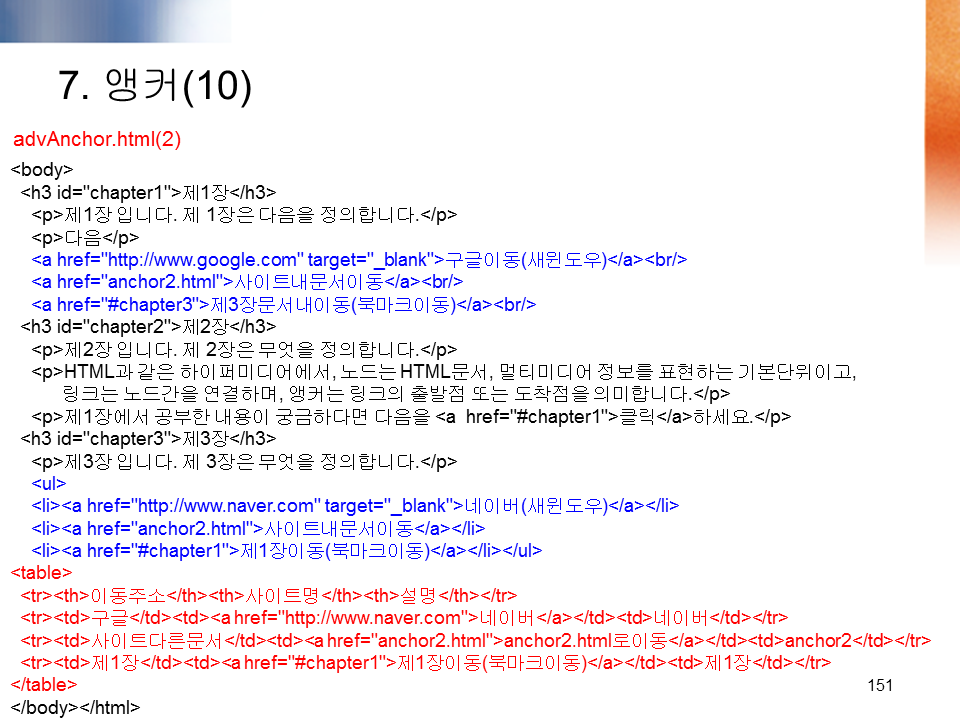 7. 앵커(10)
advAnchor.html(2)
<body>
<h3 id="chapter1">제1장</h3>
<p>제1장 입니다. 제 1장은 다음을 정의합니다.</p>
<p>다음</p>
<a href="http://www.google.com" target="_blank">구글이동(새윈도우)</a><br/>
<a href="anchor2.html">사이트내문서이동</a><br/>
<a href="#chapter3">제3장문서내이동(북마크이동)</a><br/>
<h3 id="chapter2">제2장</h3>
<p>제2장 입니다. 제 2장은 무엇을 정의합니다.</p>
<p>HTML과 같은 하이퍼미디어에서, 노드는 HTML문서, 멀티미디어 정보를 표현하는 기본단위이고,
링크는 노드간을 연결하며, 앵커는 링크의 출발점 또는 도착점을 의미합니다.</p>
<p>제1장에서 공부한 내용이 궁금하다면 다음을 <a href="#chapter1">클릭</a>하세요.</p>
<h3 id="chapter3">제3장</h3>
<p>제3장 입니다. 제 3장은 무엇을 정의합니다.</p>
<ul>
<li><a href="http://www.naver.com" target="_blank">네이버(새윈도우)</a></li>
<li><a href="anchor2.html">사이트내문서이동</a></li>
<li><a href="#chapter1">제1장이동(북마크이동)</a></li></ul>
<table>
<tr><th>이동주소</th><th>사이트명</th><th>설명</th></tr>
<tr><td>구글</td><td><a href="http://www.naver.com">네이버</a></td><td>네이버</td></tr>
<tr><td>사이트다른문서</td><td><a href="anchor2.html">anchor2.html로이동</a></td><td>anchor2</td></tr>
<tr><td>제1장</td><td><a href="#chapter1">제1장이동(북마크이동)</a></td><td>제1장</td></tr>
</table>
151
</body></html>